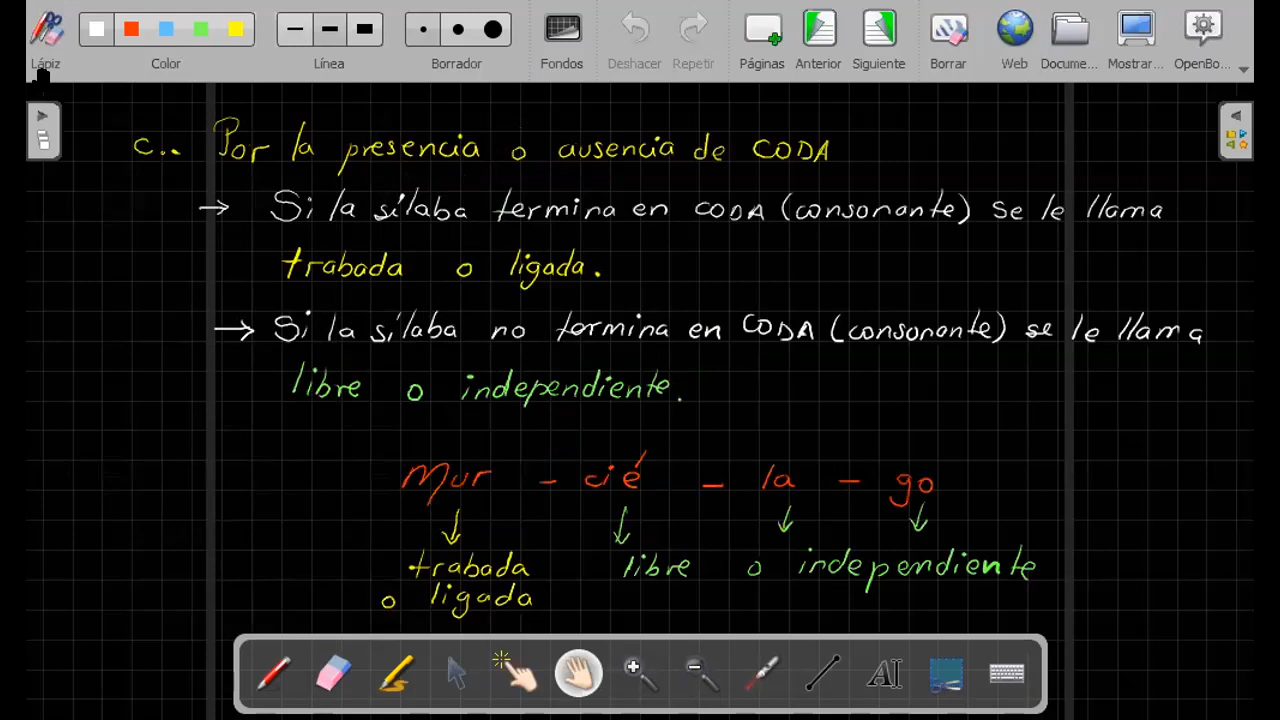 Lápiz Color Línea Borrador Fondos Deshacer Repetir Páginas Anterior Siguiente Borrar Web Docume... Mostrar... OpenBo...
c.. Por la presencia o ausencia de CODA
→ Si la sílaba termina en CODA (consonante) se le llama
trabada o ligada.
→ Si la sílaba no termina en CODA (consonante) se le llama
libre o independiente.
Mur - cié - la - go
trabada libre o independiente
o ligada
AI